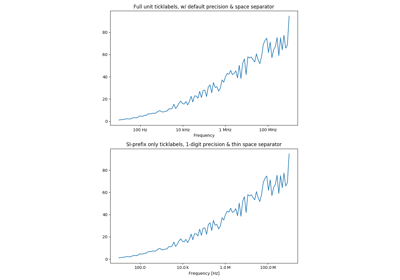 Full unit ticklabels, w/ default precision & space separator
80
60
40
20
0
100 Hz 10 kHz 1 MHz 100 MHz
Frequency
SI-prefix only ticklabels, 1-digit precision & thin space separator
80
60
40
20
0
100.0 10.0 k 1.0 M 100.0 M
Frequency [Hz]